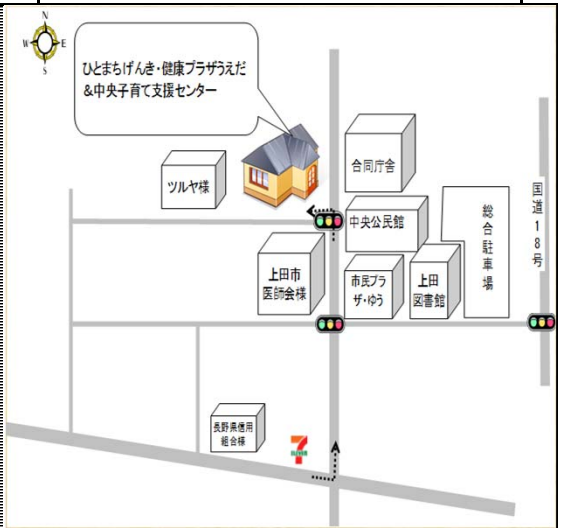 N
W
E
S
ひとまちげんき・健康プラザうえだ
&中央子育て支援センター
合同庁舎
ツルヤ様
中央公民館
総合駐車場
国道18号
上田市
医師会様
市民プラ
ザ・ゆう
上田
図書館
長野県信用
組合様
7
ELEVEN